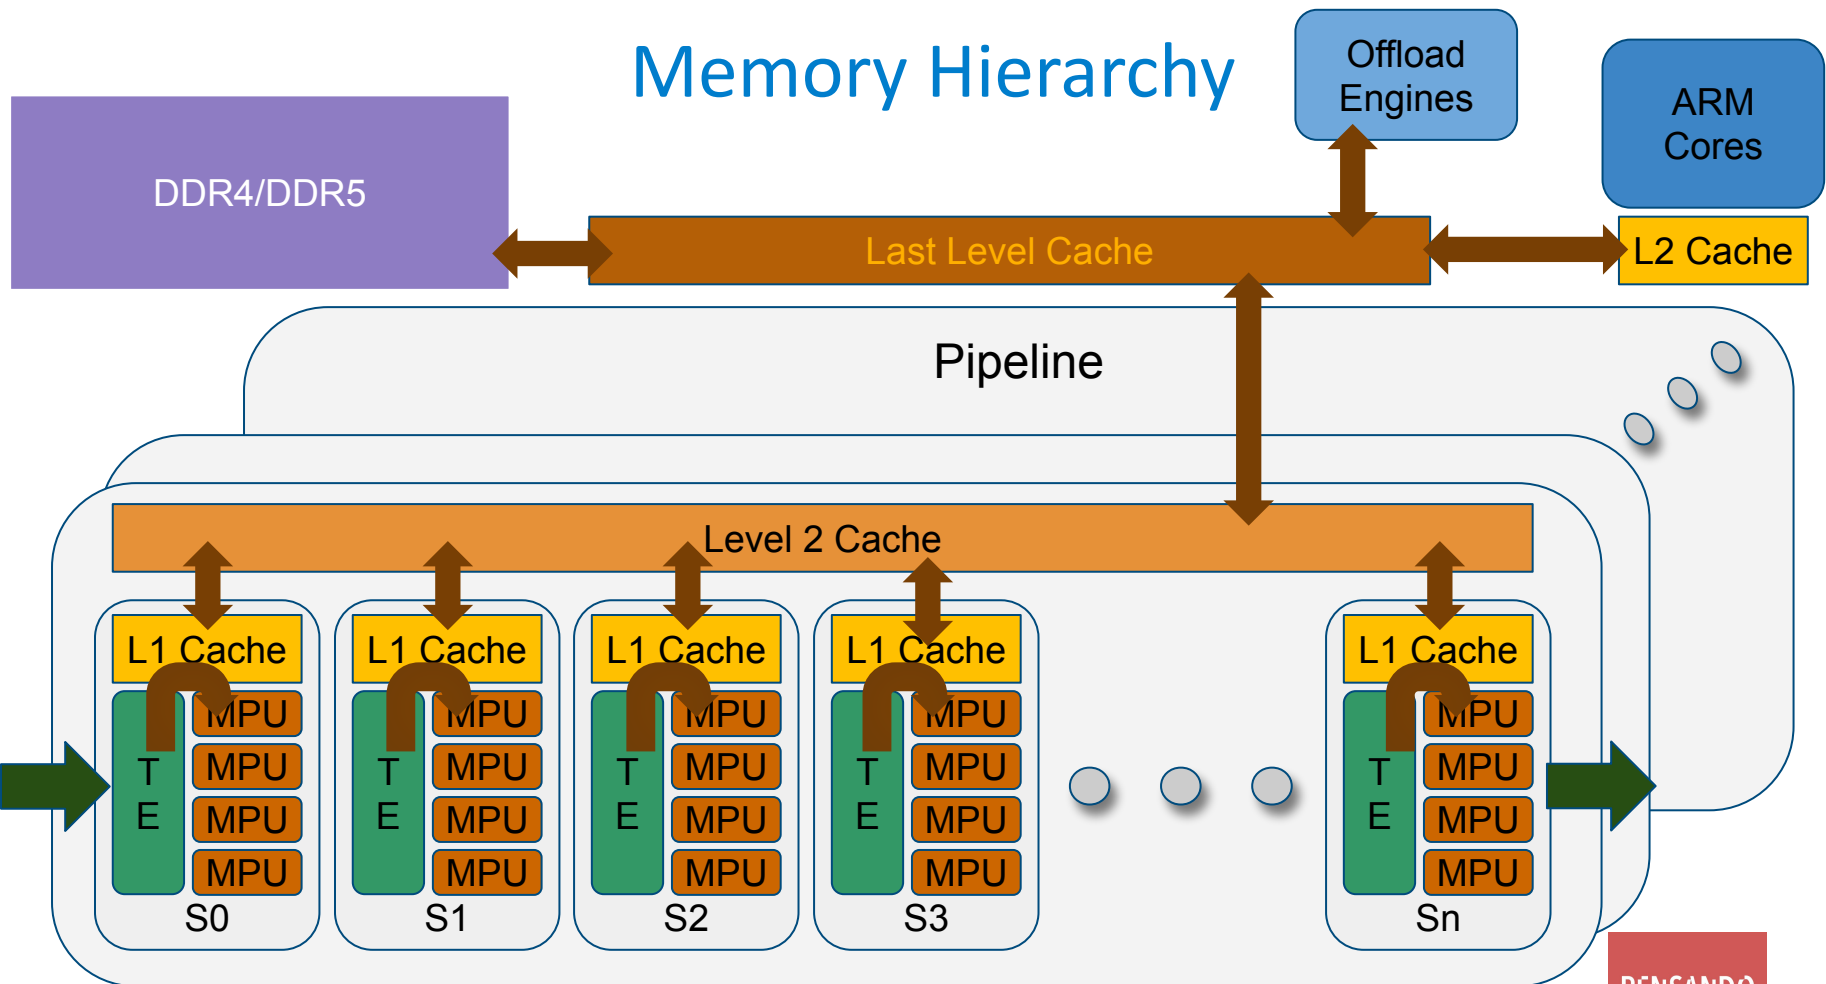 Memory Hierarchy
Offload
Engines
ARM
Cores
DDR4/DDR5
Last Level Cache
L2 Cache
Pipeline
Level 2 Cache
L1 Cache
L1 Cache
L1 Cache
L1 Cache
L1 Cache
T
E
MPU
MPU
MPU
MPU
S0
T
E
MPU
MPU
MPU
MPU
S1
T
E
MPU
MPU
MPU
MPU
S2
T
E
MPU
MPU
MPU
MPU
S3
T
E
MPU
MPU
MPU
MPU
Sn
PENSANDO